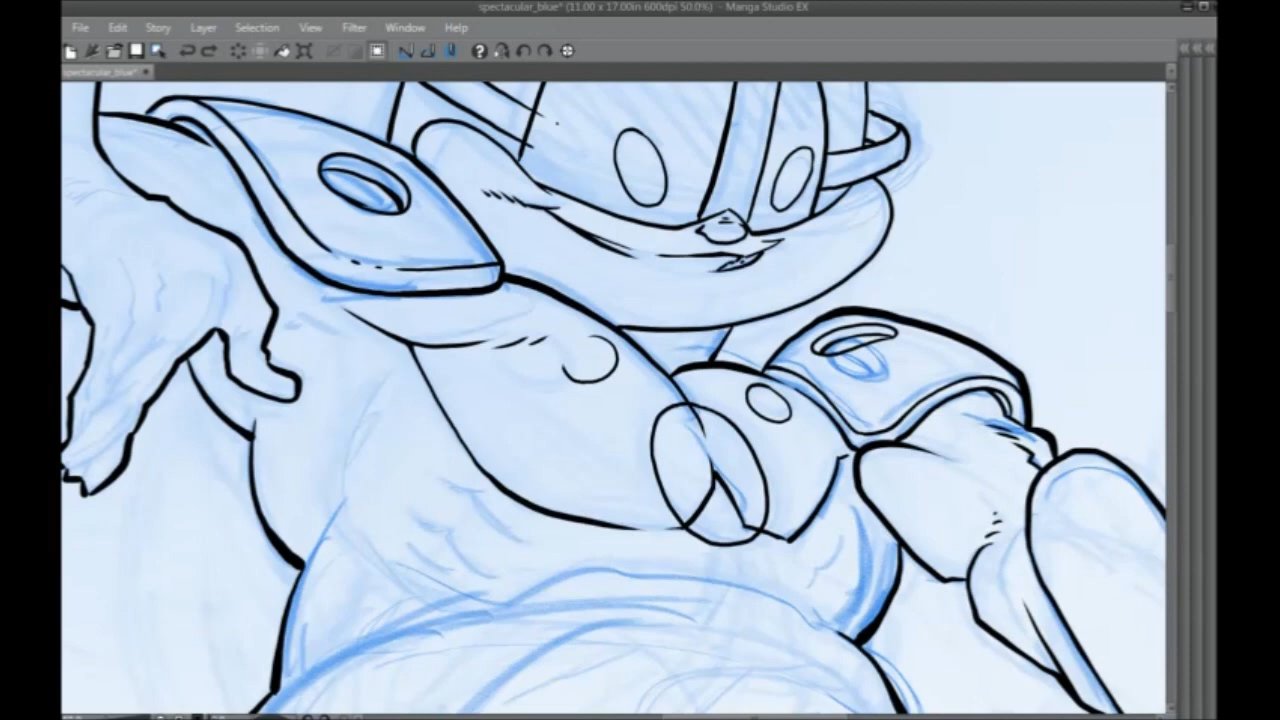 spectacular_blue* (11.00 x 17.00in 600dpi 50.0%) - Manga Studio EX
File Edit Story Layer Selection View Filter Window Help
spectacular_blue*